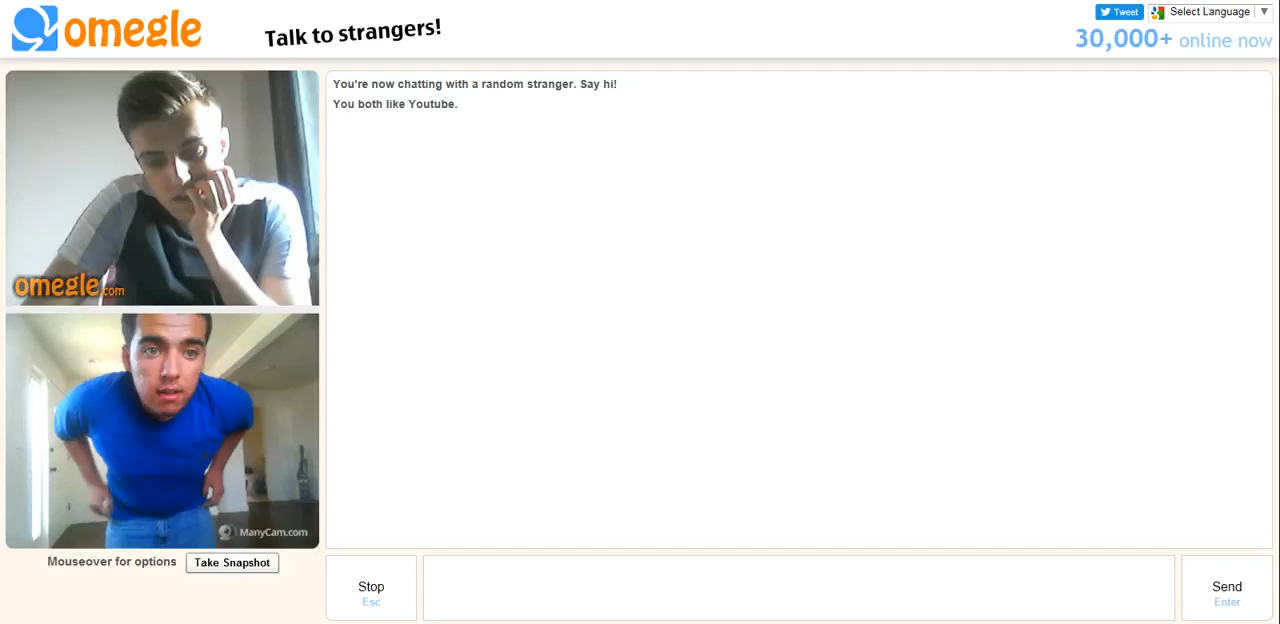 omegle
Talk to strangers!
Tweet
Select Language
30,000+ online now
You're now chatting with a random stranger. Say hi!
You both like Youtube.
omegle.com
ManyCam.com
Mouseover for options
Take Snapshot
Stop
Esc
Send
Enter